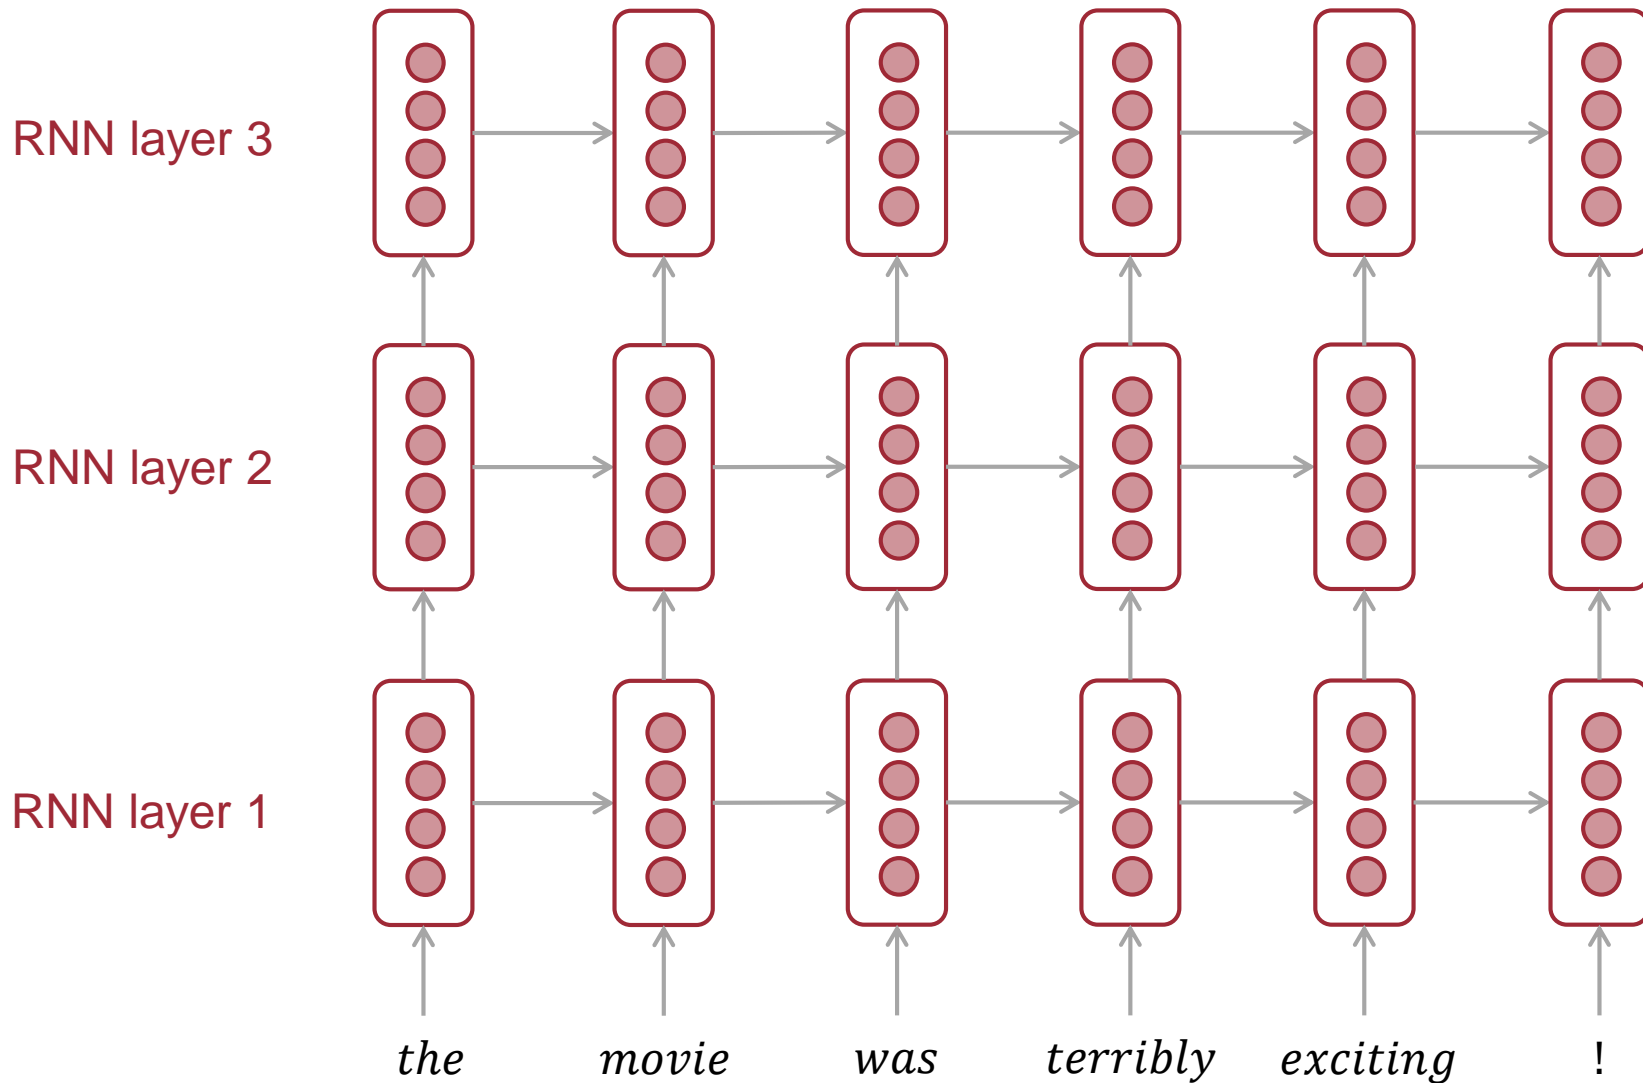 RNN layer 3
RNN layer 2
RNN layer 1
the movie was terribly exciting !